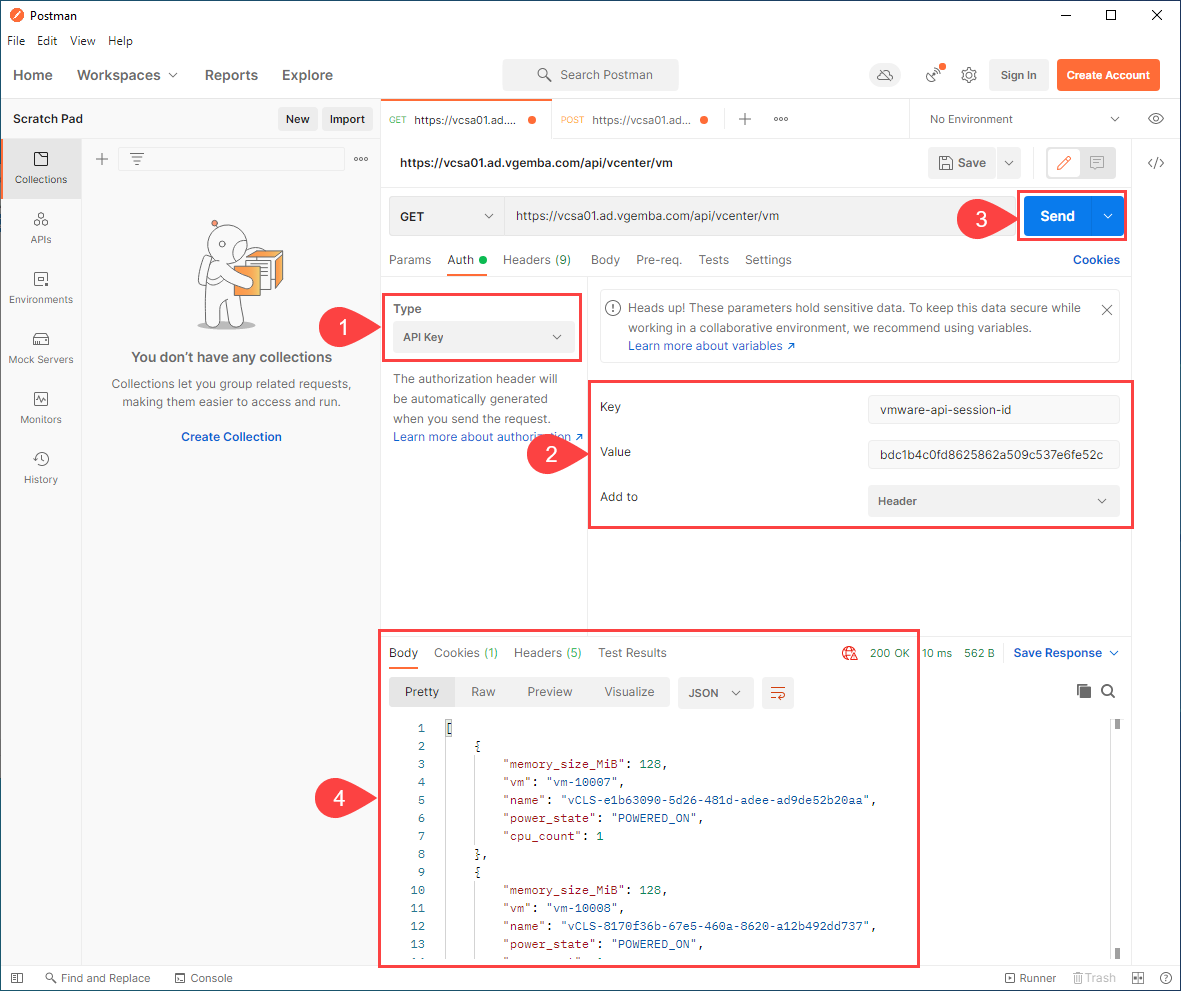 Postman
File Edit View Help
Home Workspaces Reports Explore Search Postman Sign In Create Account
Scratch Pad New Import
GET https://vcsa01.ad.... POST https://vcsa01.ad... No Environment
https://vcsa01.ad.vgemba.com/api/vcenter/vm Save
GET https://vcsa01.ad.vgemba.com/api/vcenter/vm 3 Send
Params Auth Headers (9) Body Pre-req. Tests Settings Cookies
Collections
APIs
Environments
Mock Servers
Monitors
History
You don't have any collections
Collections let you group related requests,
making them easier to access and run.
Create Collection
1
Type
API Key
The authorization header will
be automatically generated
when you send the request.
Learn more about authorization
Heads up! These parameters hold sensitive data. To keep this data secure while
working in a collaborative environment, we recommend using variables.
Learn more about variables
2
Key vmware-api-session-id
Value bdc1b4c0fd8625862a509c537e6fe52c
Add to Header
Body Cookies (1) Headers (5) Test Results 200 OK 10 ms 562 B Save Response
Pretty Raw Preview Visualize JSON
4
1 [
2 {
3 "memory_size_MiB": 128,
4 "vm": "vm-10007",
5 "name": "vCLS-e1b63090-5d26-481d-adee-ad9de52b20aa",
6 "power_state": "POWERED_ON",
7 "cpu_count": 1
8 },
9 {
10 "memory_size_MiB": 128,
11 "vm": "vm-10008",
12 "name": "vCLS-8170f36b-67e5-460a-8620-a12b492dd737",
13 "power_state": "POWERED_ON",
Find and Replace Console Runner Trash